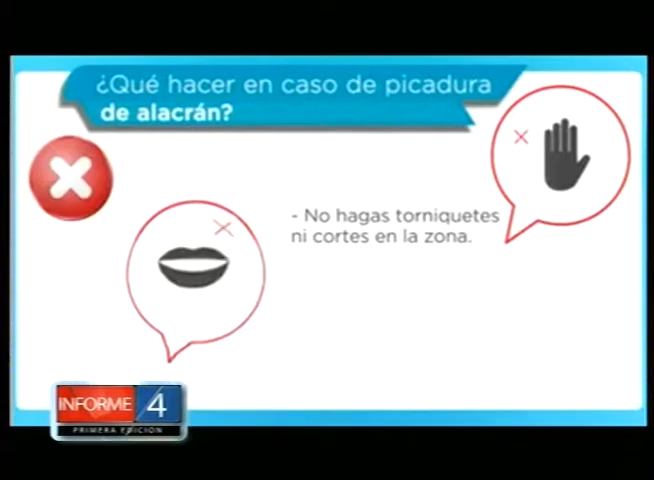 ¿Qué hacer en caso de picadura
de alacrán?
- No hagas torniquetes
ni cortes en la zona.
INFORME 4
PRIMERA EDICIÓN